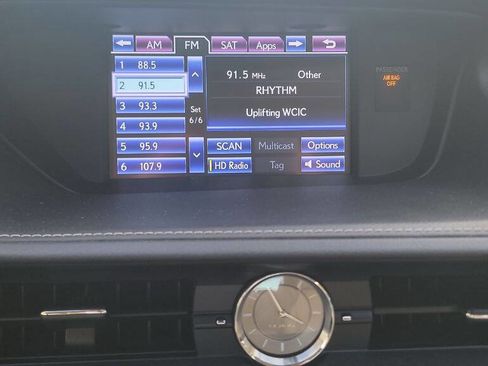 AM FM SAT Apps
1 88.5
2 91.5
3 93.3
4 93.9
5 95.9
6 107.9
Set
6/6
91.5 MHz Other
RHYTHM
Uplifting WCIC
SCAN Multicast Options
HD Radio Tag Sound
PASSENGER
AIRBAG
OFF